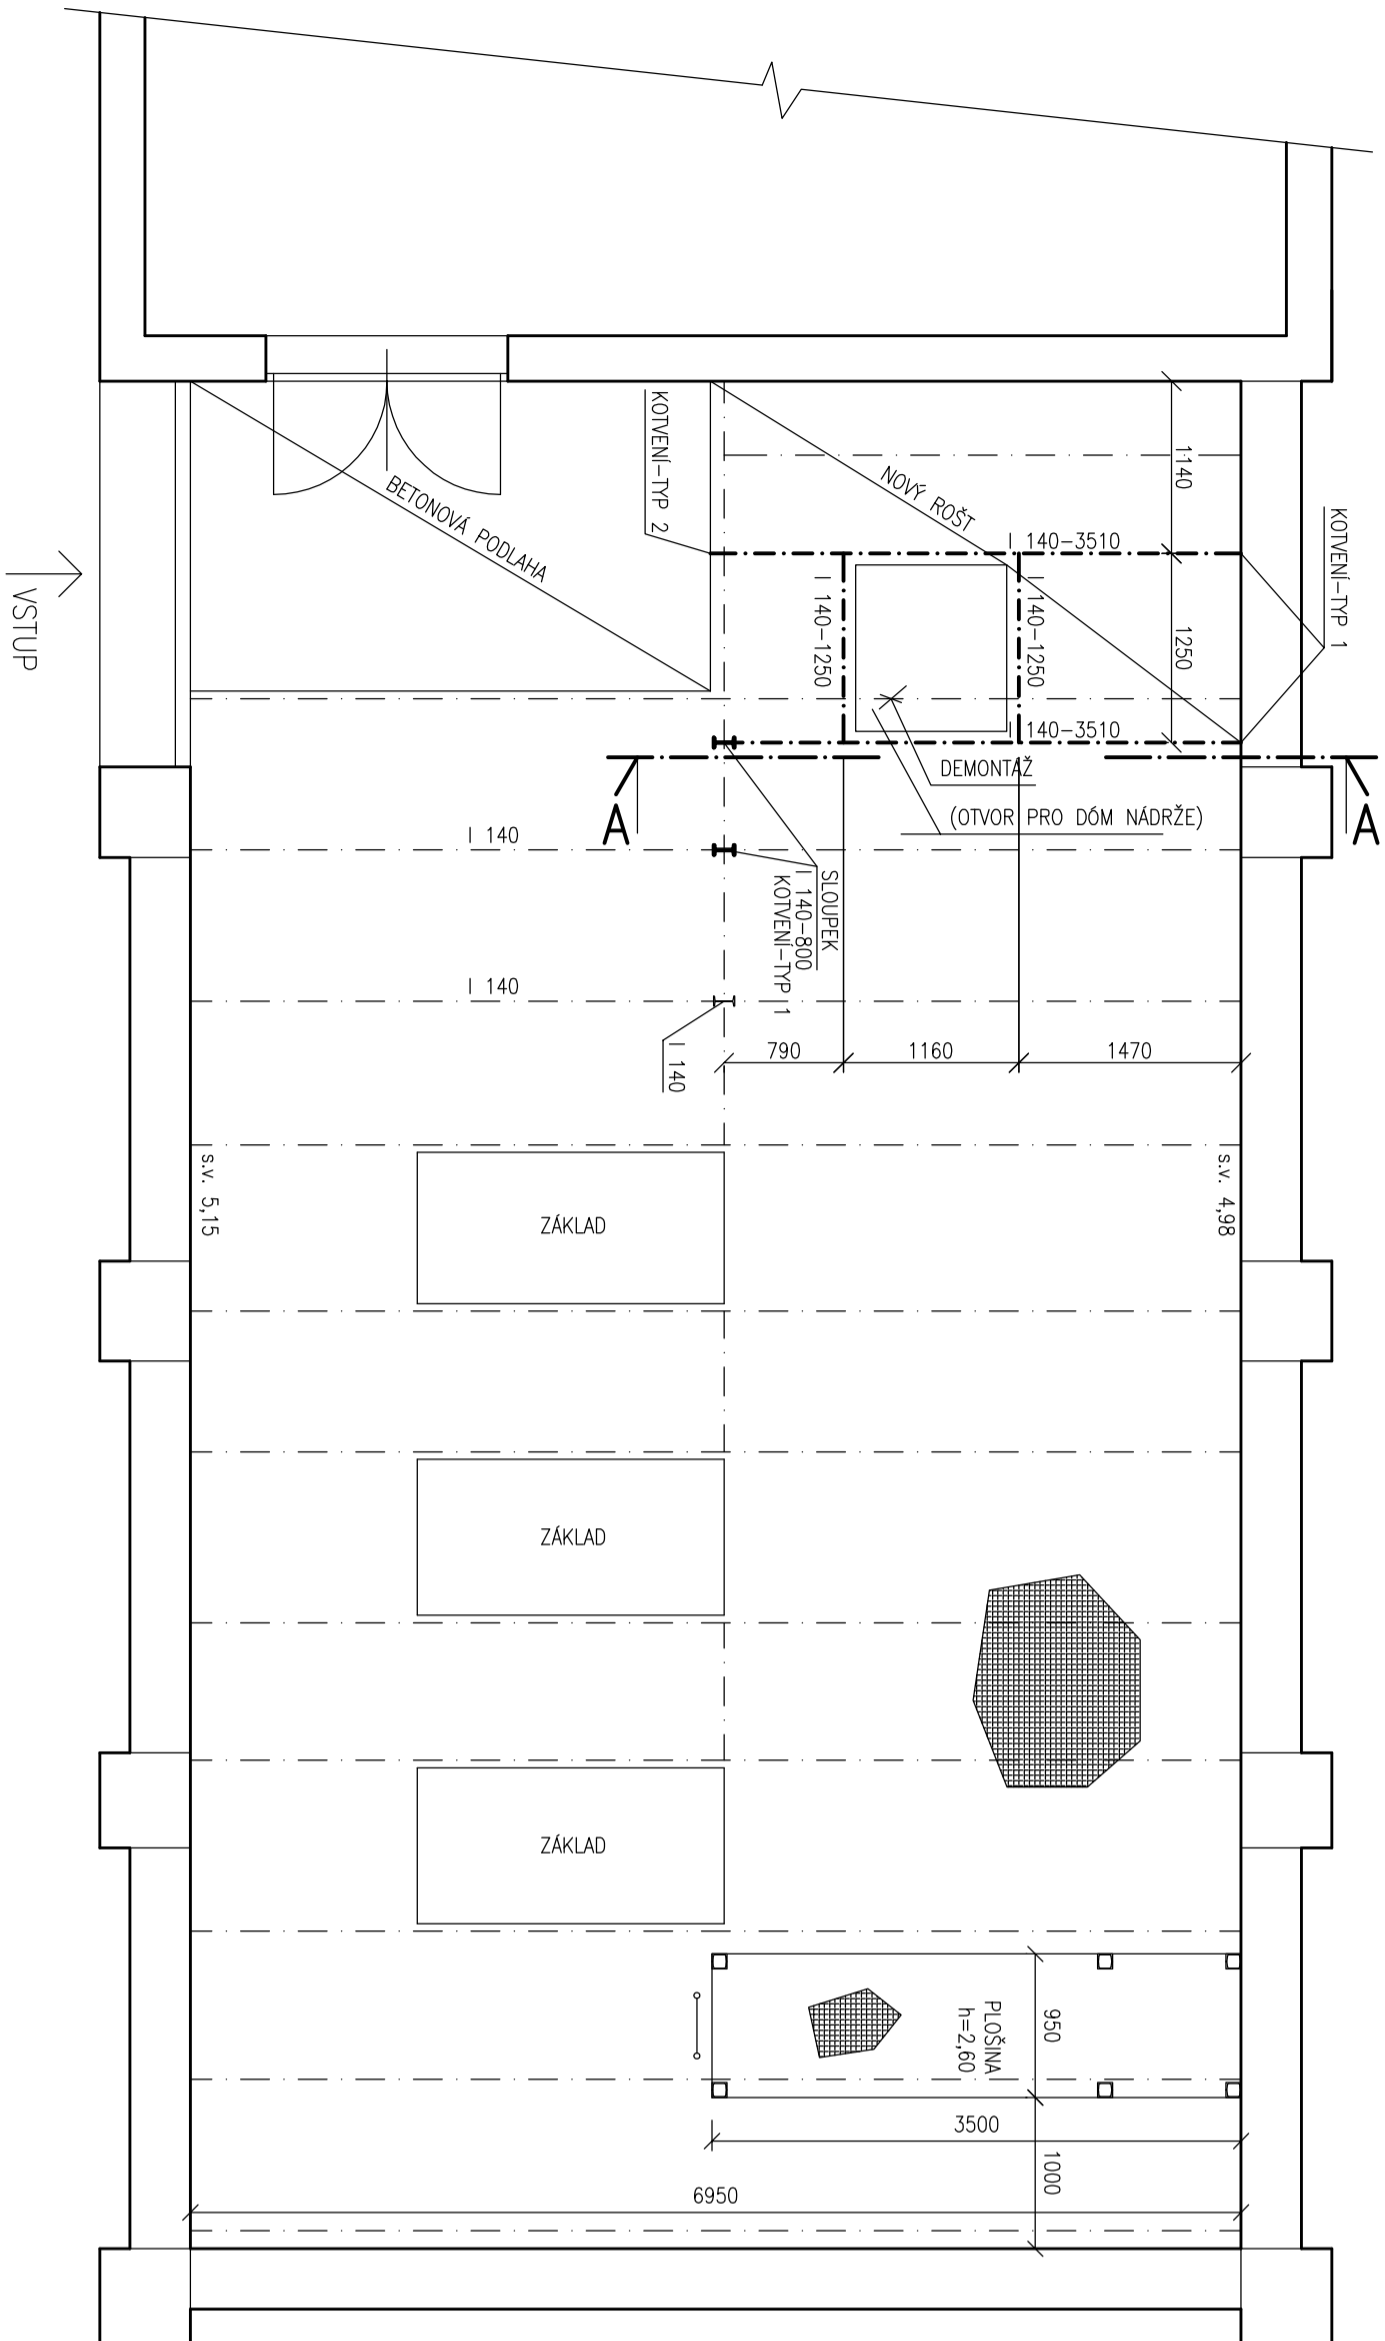 KOTVENÍ-TYP 2
1140
NOVÝ ROŠT
BETONOVÁ PODLAHA
KOTVENÍ-TYP 1
I 140-3510
I 140-1250
I 140-1250
1250
VSTUP
I 140-3510
DEMONTÁŽ
(OTVOR PRO DÓM NÁDRŽE)
A
A
I 140
SLOUPEK
I 140-800
KOTVENÍ-TYP 1
I 140
I 140
790
1160
1470
s.v. 5,15
s.v. 4,98
ZÁKLAD
ZÁKLAD
ZÁKLAD
PLOŠINA
h=2,60
950
3500
1000
6950